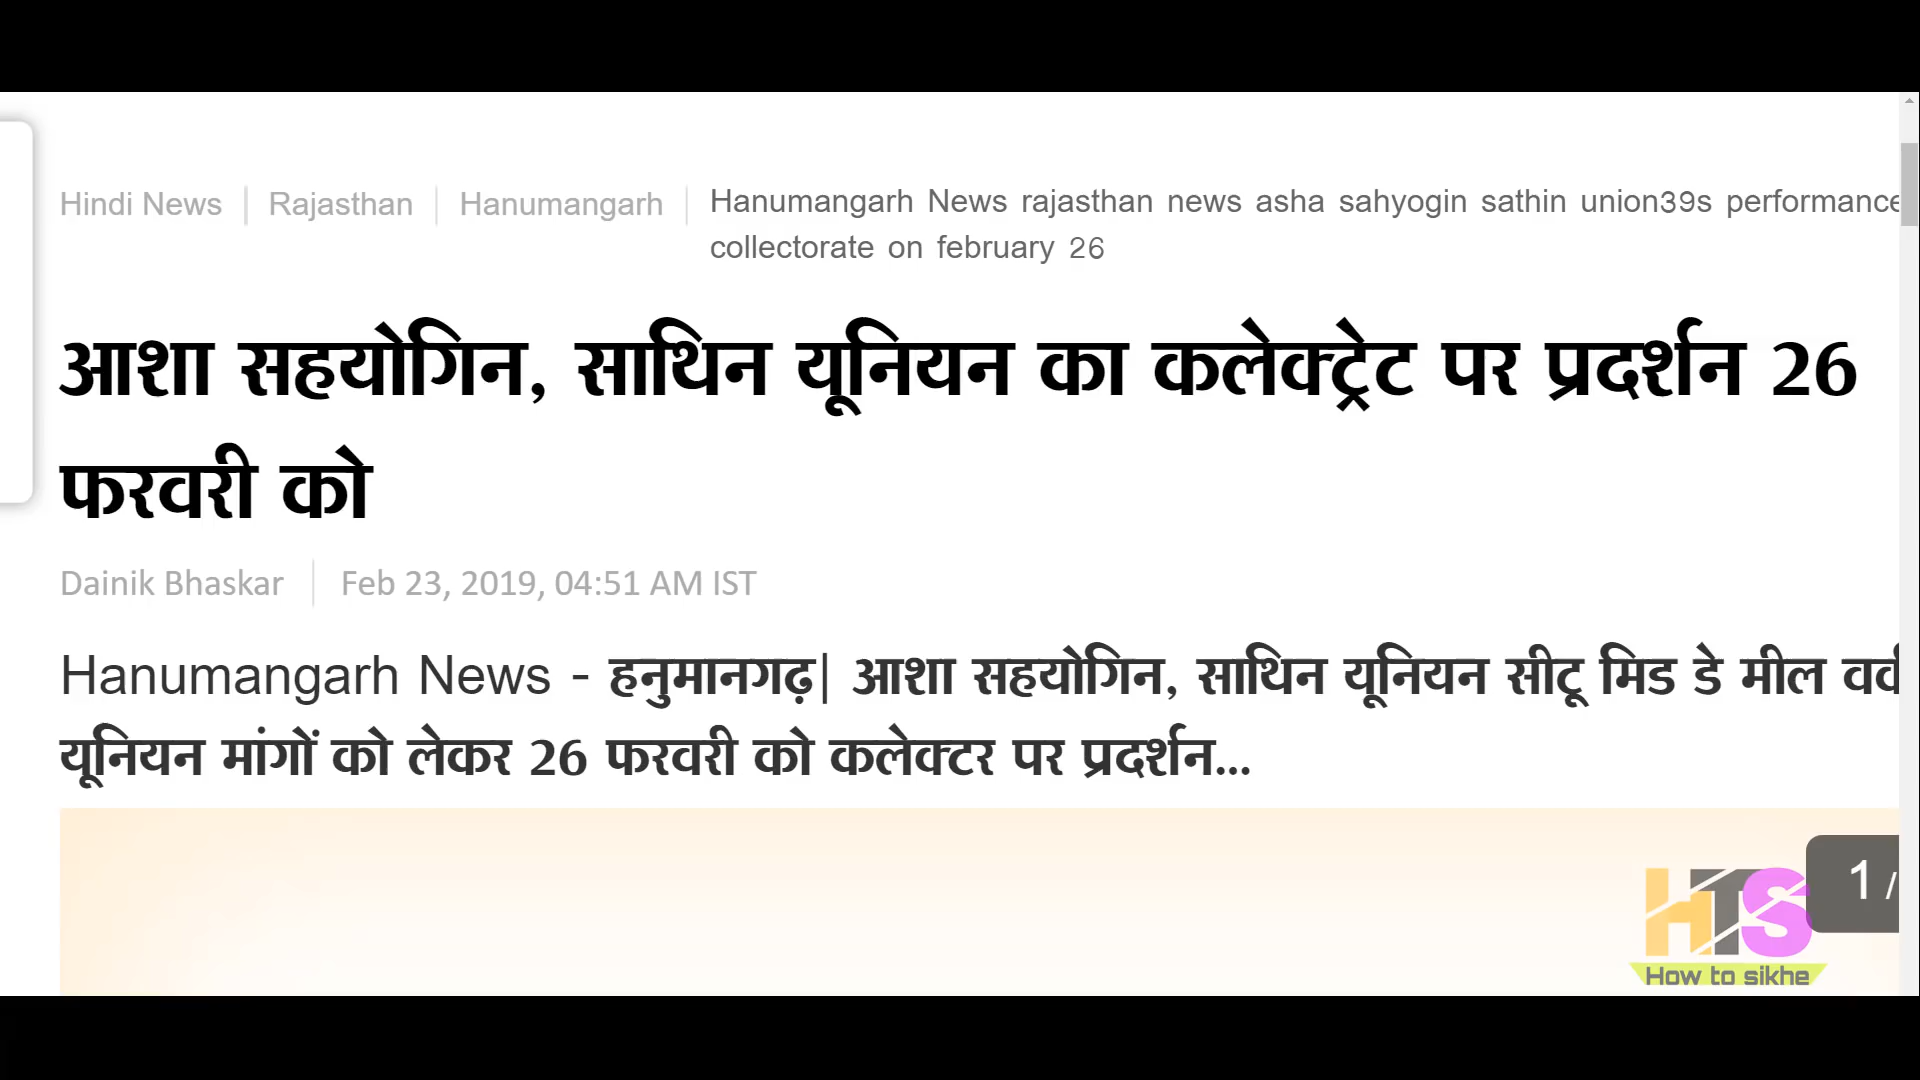 Hindi News | Rajasthan | Hanumangarh | Hanumangarh News rajasthan news asha sahyogin sathin union39s performance
collectorate on february 26
आशा सहयोगिन, साथिन यूनियन का कलेक्ट्रेट पर प्रदर्शन 26
फरवरी को
Dainik Bhaskar | Feb 23, 2019, 04:51 AM IST
Hanumangarh News - हनुमानगढ़| आशा सहयोगिन, साथिन यूनियन सीटू मिड डे मील
यूनियन मांगों को लेकर 26 फरवरी को कलेक्टर पर प्रदर्शन...
1 /
HTS
How to sikhe